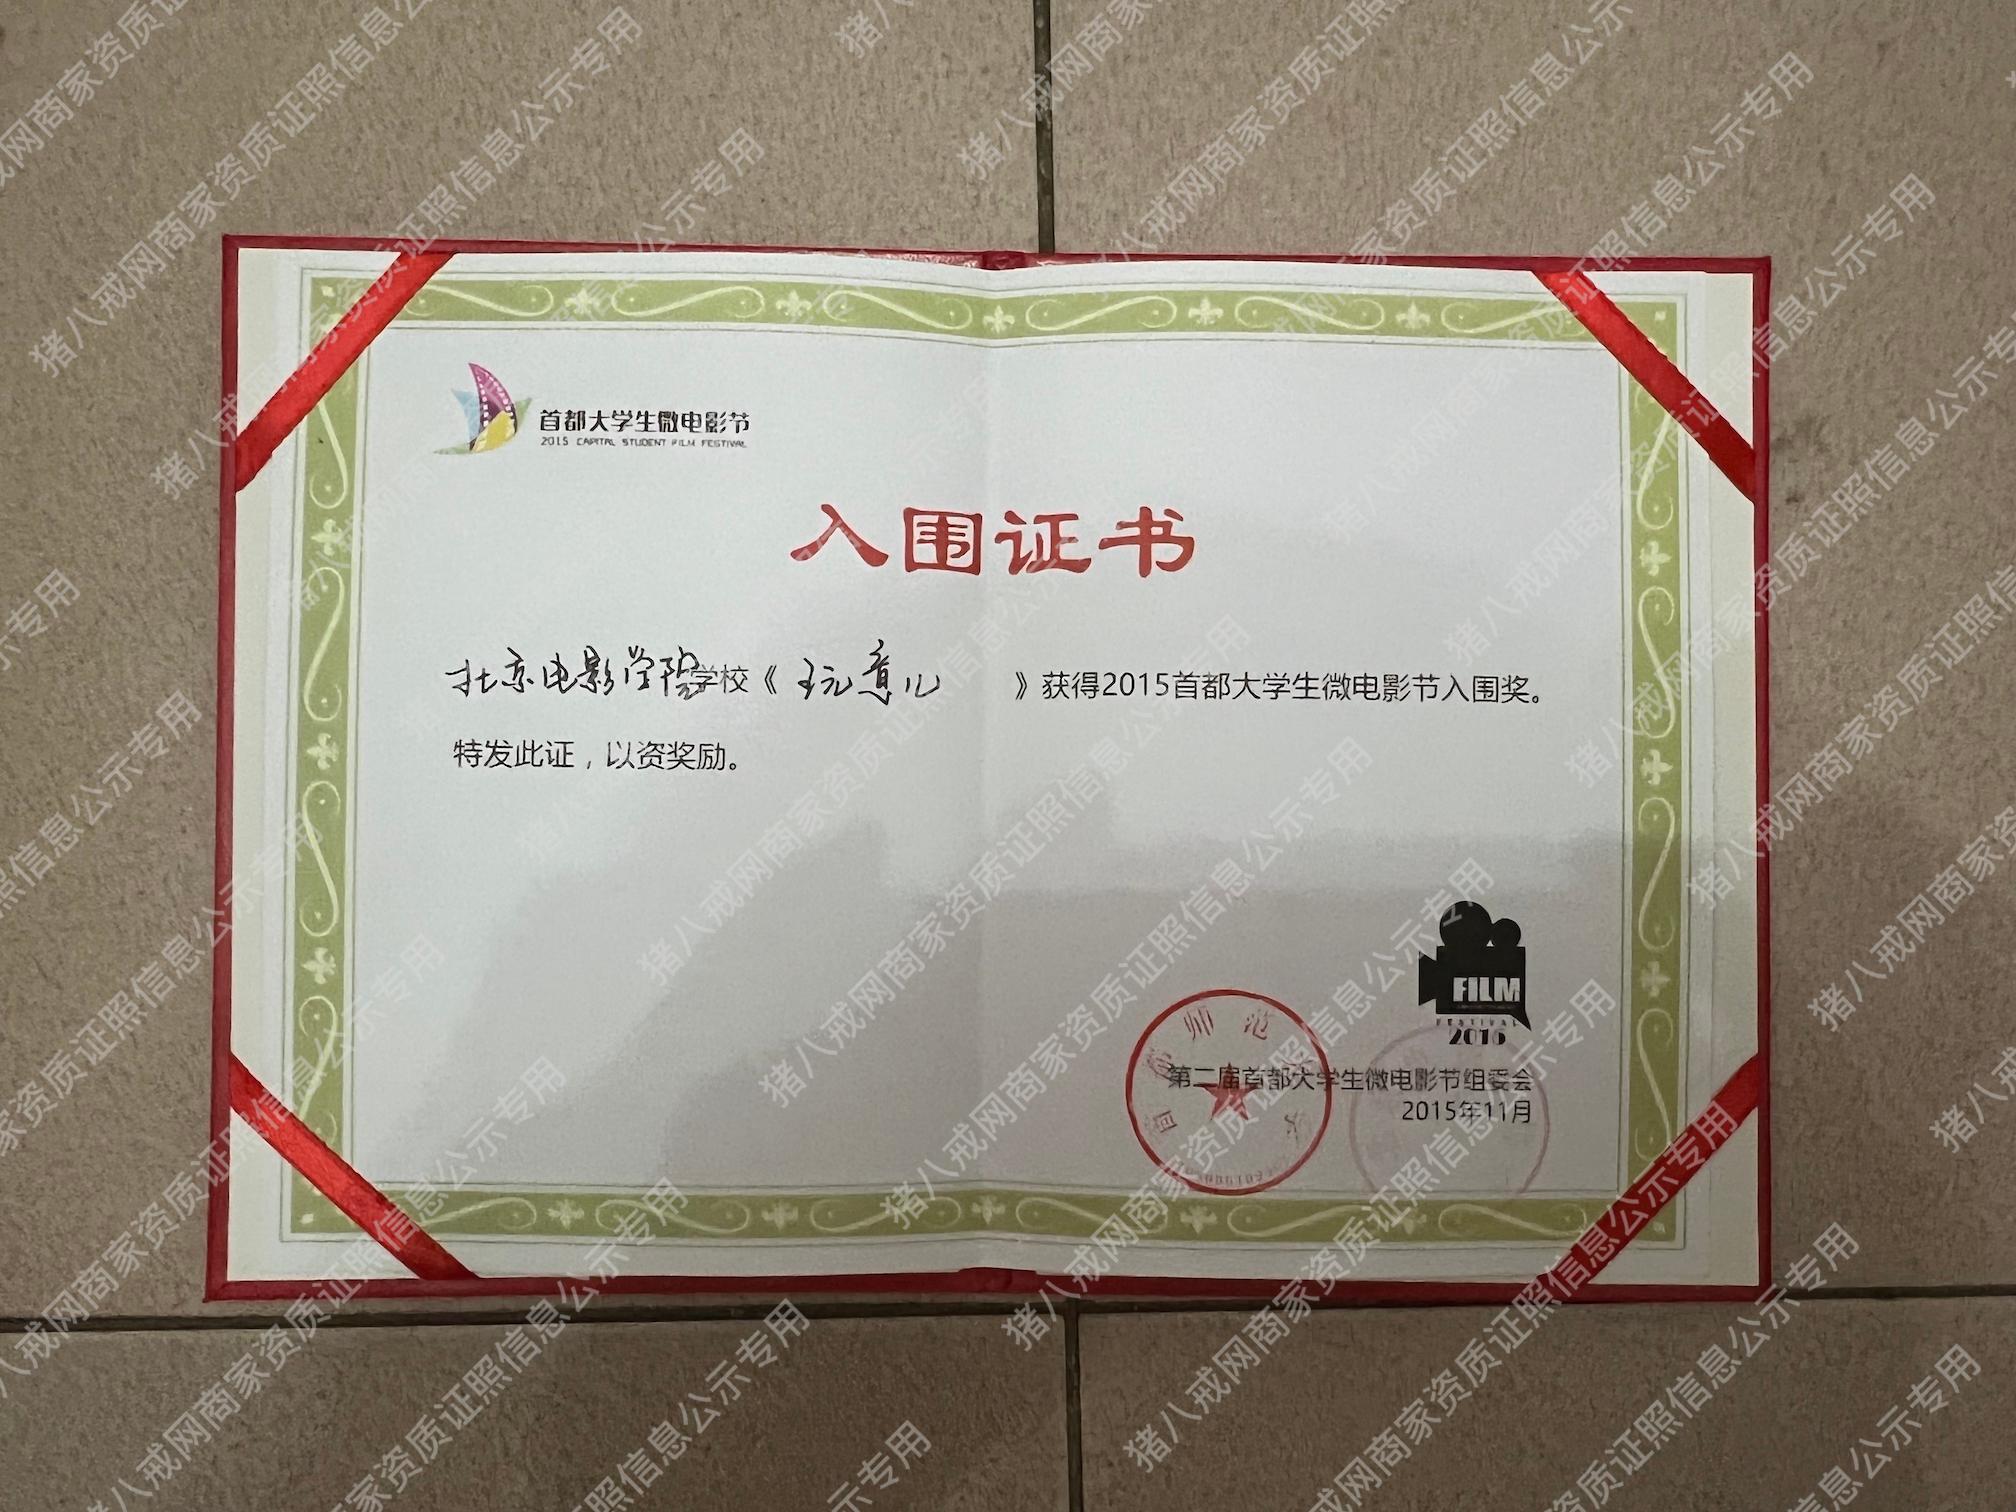 首都大学生微电影节
2015 CAPITAL STUDENT FILM FESTIVAL
入围证书
北京电影学院学校《玩意儿》获得2015首都大学生微电影节入围奖。
特发此证，以资奖励。
FILM
FESTIVAL
2015
师范
第二届首都大学生微电影节组委会
2015年11月
猪八戒网商家资质证照信息公示专用